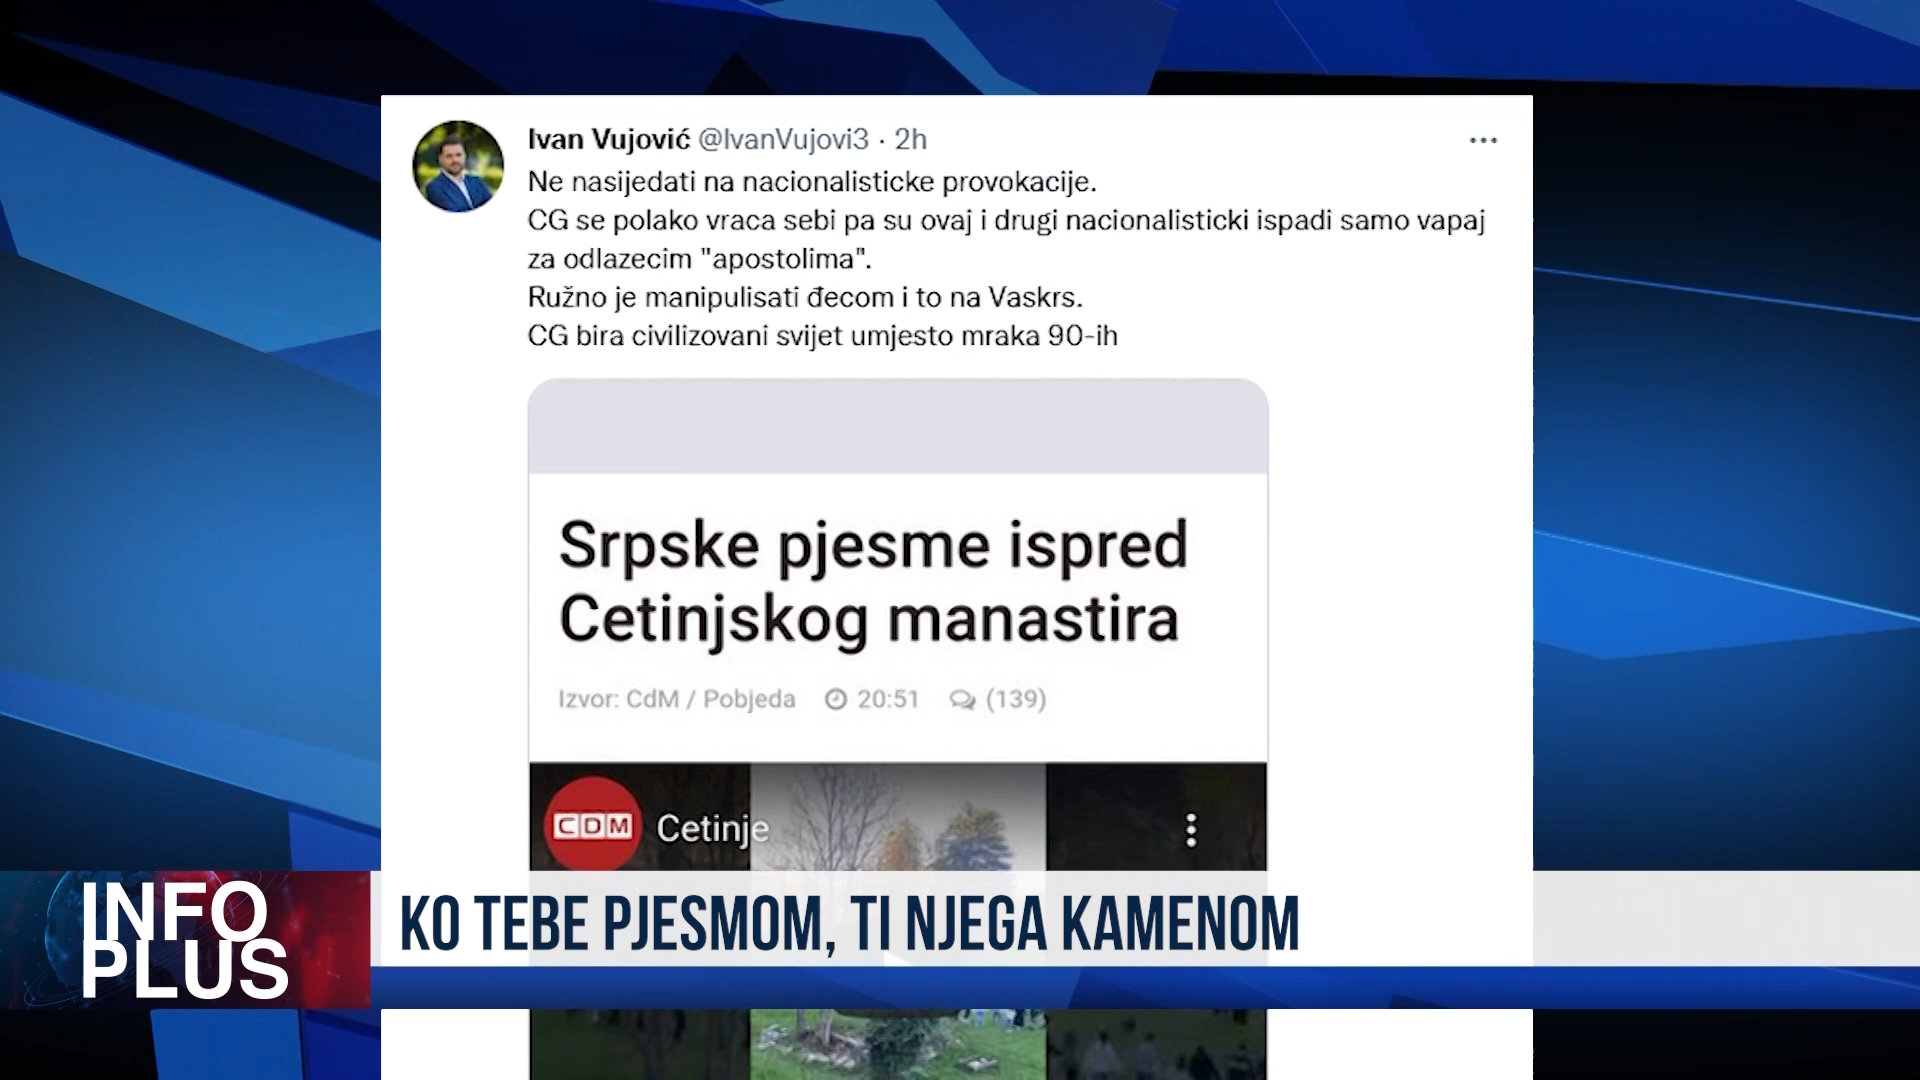 Ivan Vujović @IvanVujovi3 · 2h
Ne nasijedati na nacionalisticke provokacije.
CG se polako vraca sebi pa su ovaj i drugi nacionalisticki ispadi samo vapaj
za odlazecim "apostolima".
Ružno je manipulisati đecom i to na Vaskrs.
CG bira civilizovani svijet umjesto mraka 90-ih
Srpske pjesme ispred
Cetinjskog manastira
Izvor: CdM / Pobjeda 20:51 (139)
CDM Cetinje
INFO
PLUS
KO TEBE PJESMOM, TI NJEGA KAMENOM